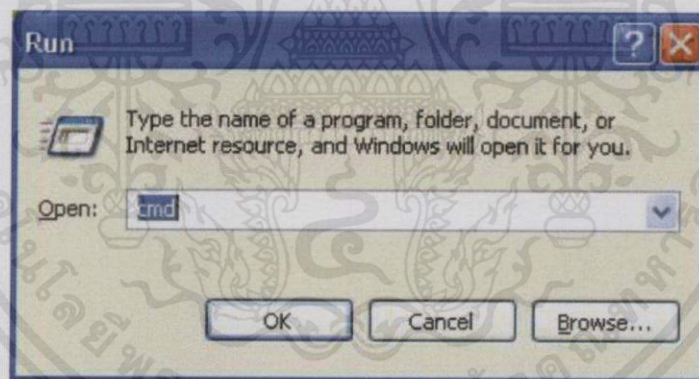 Run
Type the name of a program, folder, document, or
Internet resource, and Windows will open it for you.
Open: cmd
OK Cancel Browse...